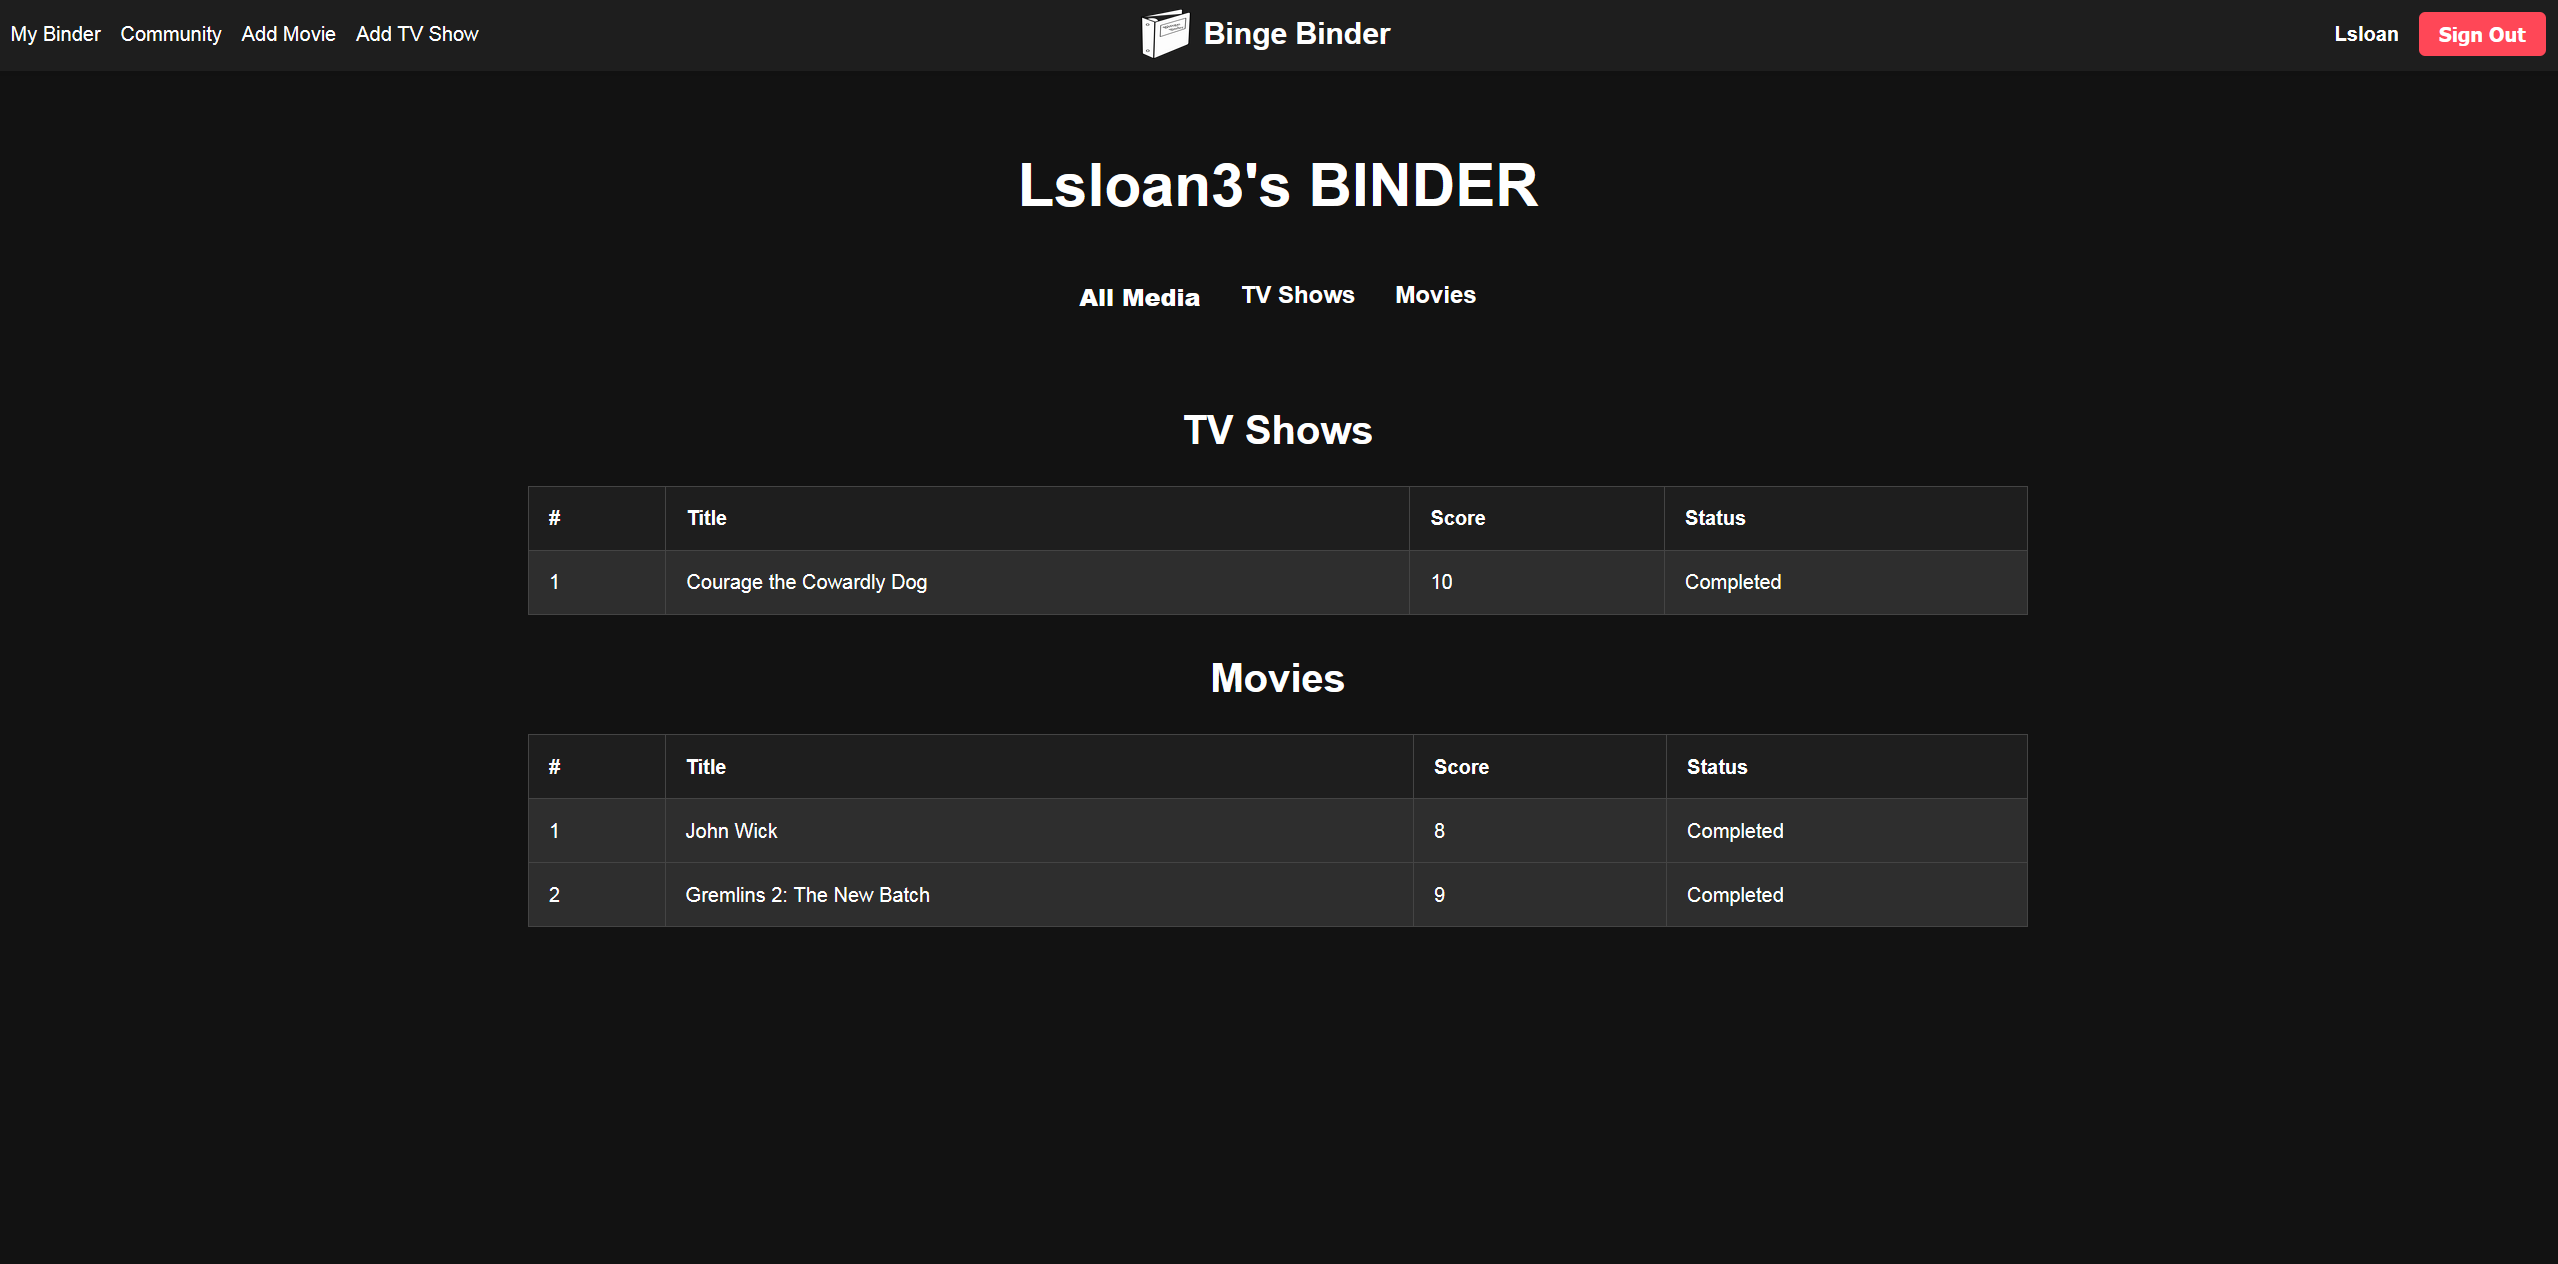 My Binder Community Add Movie Add TV Show Binge Binder Lsloan Sign Out
Lsloan3's BINDER
All Media TV Shows Movies
TV Shows
# Title Score Status
1 Courage the Cowardly Dog 10 Completed
Movies
# Title Score Status
1 John Wick 8 Completed
2 Gremlins 2: The New Batch 9 Completed